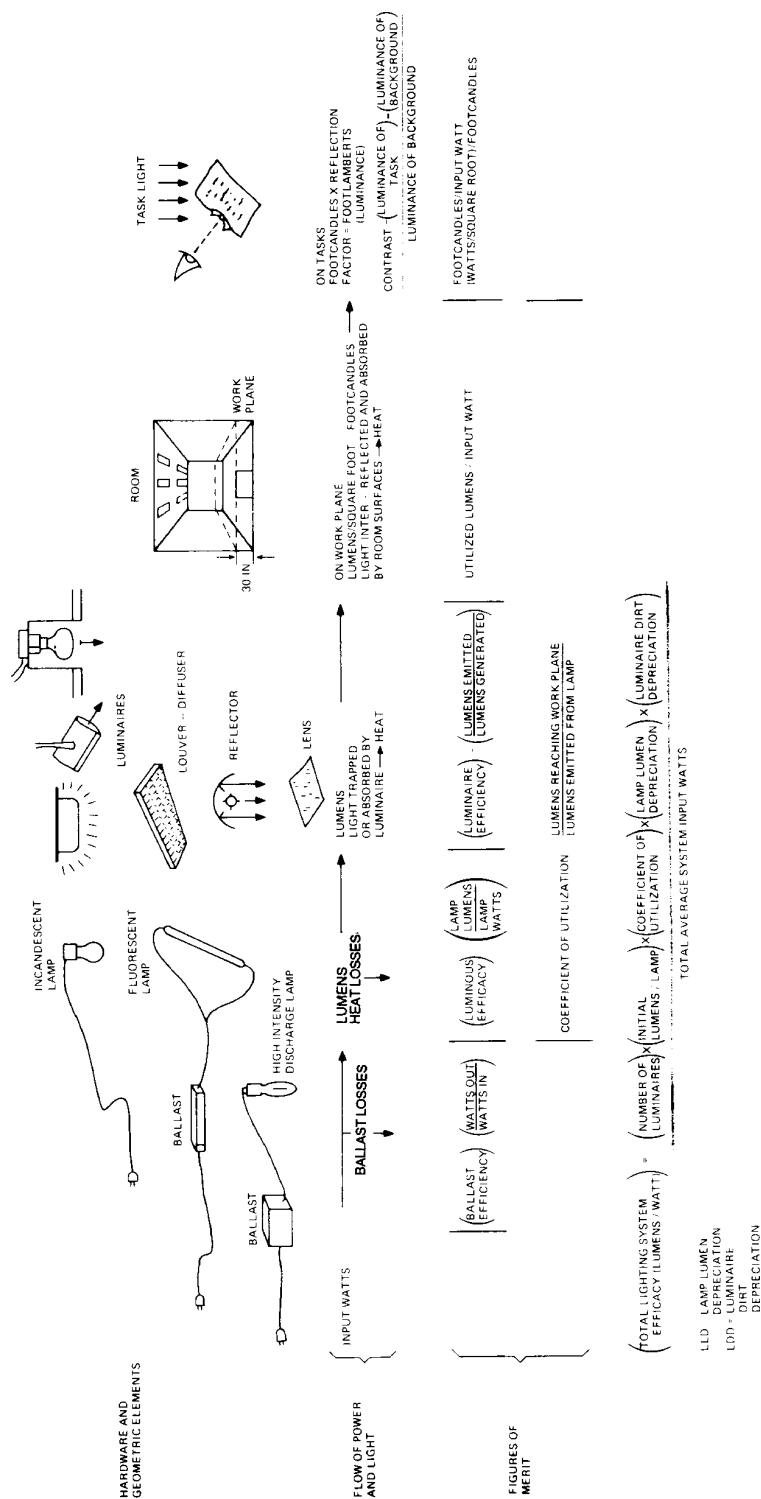 HARDWARE AND
GEOMETRIC ELEMENTS
INCANDESCENT
LAMP
FLUORESCENT
LAMP
BALLAST
HIGH INTENSITY
DISCHARGE LAMP
BALLAST
LUMINAIRES
LOUVER - DIFFUSER
REFLECTOR
LENS
ROOM
WORK
PLANE
30 IN
TASK LIGHT
FLOW OF POWER
AND LIGHT
INPUT WATTS
BALLAST LOSSES
LUMENS
HEAT LOSSES
LUMENS
LIGHT TRAPPED
OR ABSORBED BY
LUMINAIRE → HEAT
ON WORK PLANE
LUMENS/SQUARE FOOT FOOTCANDLES
LIGHT INTER - REFLECTED AND ABSORBED
BY ROOM SURFACES → HEAT
ON TASKS
FOOTCANDLES X REFLECTION
FACTOR = FOOTLAMBERTS
(LUMINANCE)
CONTRAST (LUMINANCE OF TASK) - (LUMINANCE OF BACKGROUND)
LUMINANCE OF BACKGROUND
FIGURES OF
MERIT
(BALLAST EFFICIENCY) (WATTS OUT / WATTS IN)
(LUMINOUS EFFICACY) (LAMP LUMENS / LAMP WATTS)
(LUMINAIRE EFFICIENCY) - (LUMENS EMITTED / LUMENS GENERATED)
UTILIZED LUMENS / INPUT WATT
FOOTCANDLES/INPUT WATT
(WATTS/SQUARE ROOT)/FOOTCANDLES
COEFFICIENT OF UTILIZATION
LUMENS REACHING WORK PLANE
LUMENS EMITTED FROM LAMP
(TOTAL LIGHTING SYSTEM EFFICACY (LUMENS / WATT)) =
(NUMBER OF LUMINAIRES) X (INITIAL LUMENS / LAMP) X (COEFFICIENT OF UTILIZATION) X (LAMP LUMEN DEPRECIATION) X (LUMINAIRE DIRT DEPRECIATION)
TOTAL AVERAGE SYSTEM INPUT WATTS
LLD LAMP LUMEN
DEPRECIATION
LDD = LUMINAIRE
DIRT
DEPRECIATION